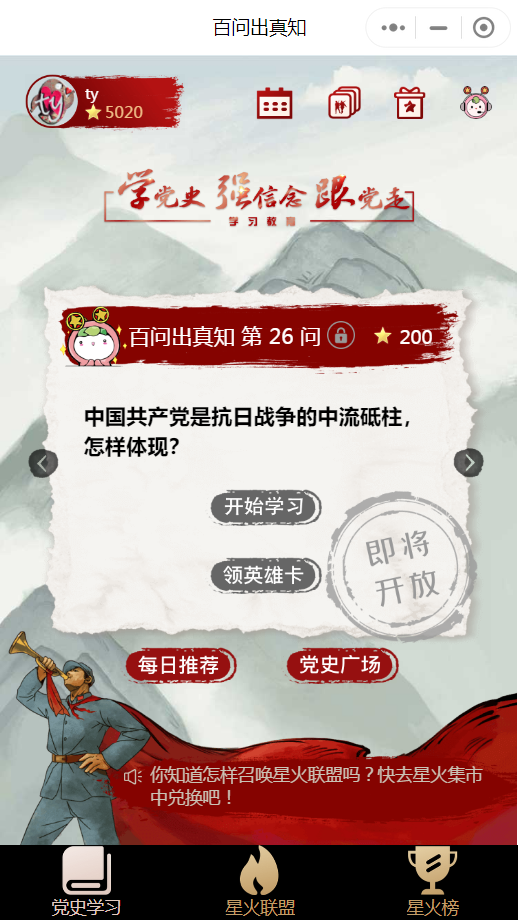 百问出真知
ty
5020
学党史 强信念 跟党走
学习教育
百问出真知 第 26 问
200
中国共产党是抗日战争的中流砥柱，
怎样体现？
开始学习
即将
开放
领英雄卡
每日推荐
党史广场
你知道怎样召唤星火联盟吗？快去星火集市
中兑换吧！
党史学习
星火联盟
星火榜